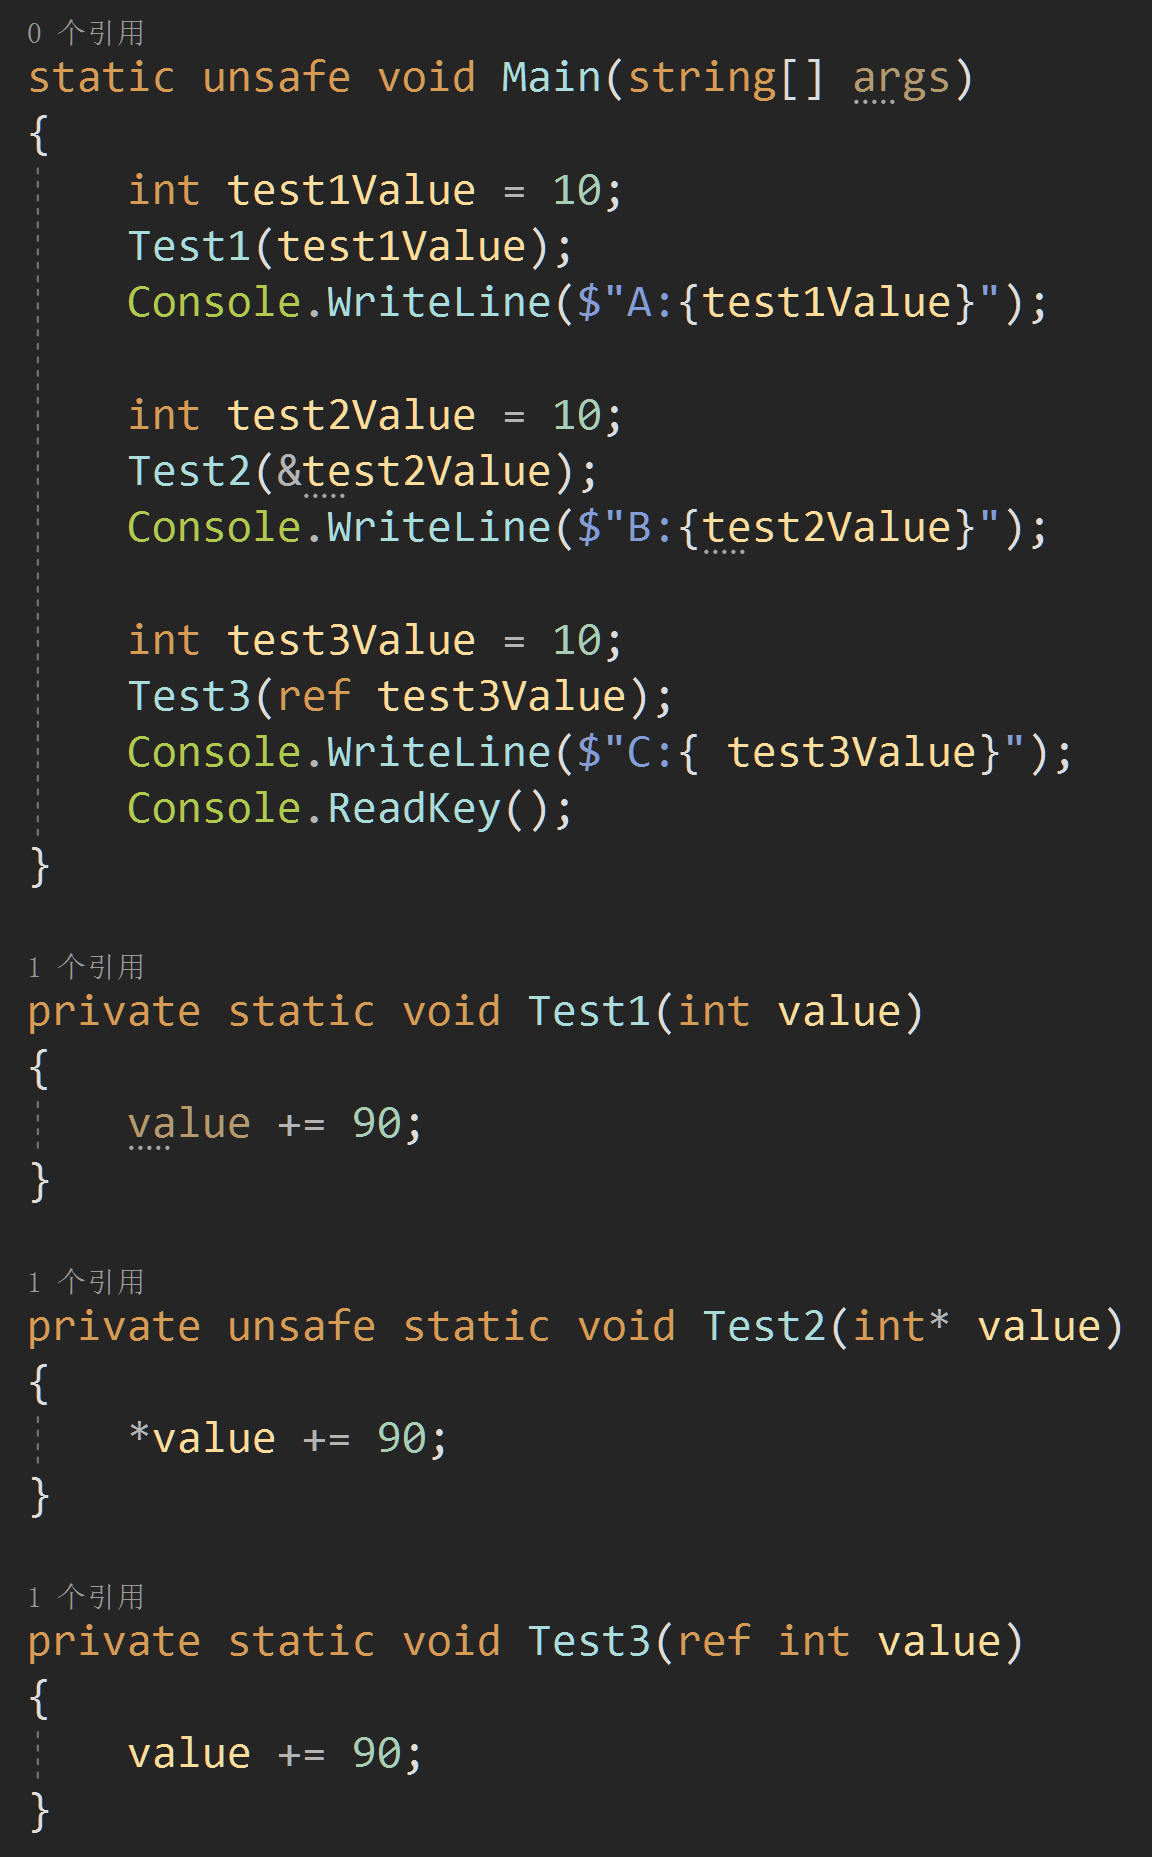 0 个引用
static unsafe void Main(string[] args)
{
    int test1Value = 10;
    Test1(test1Value);
    Console.WriteLine($"A:{test1Value}");

    int test2Value = 10;
    Test2(&test2Value);
    Console.WriteLine($"B:{test2Value}");

    int test3Value = 10;
    Test3(ref test3Value);
    Console.WriteLine($"C:{ test3Value}");
    Console.ReadKey();
}

1 个引用
private static void Test1(int value)
{
    value += 90;
}

1 个引用
private unsafe static void Test2(int* value)
{
    *value += 90;
}

1 个引用
private static void Test3(ref int value)
{
    value += 90;
}